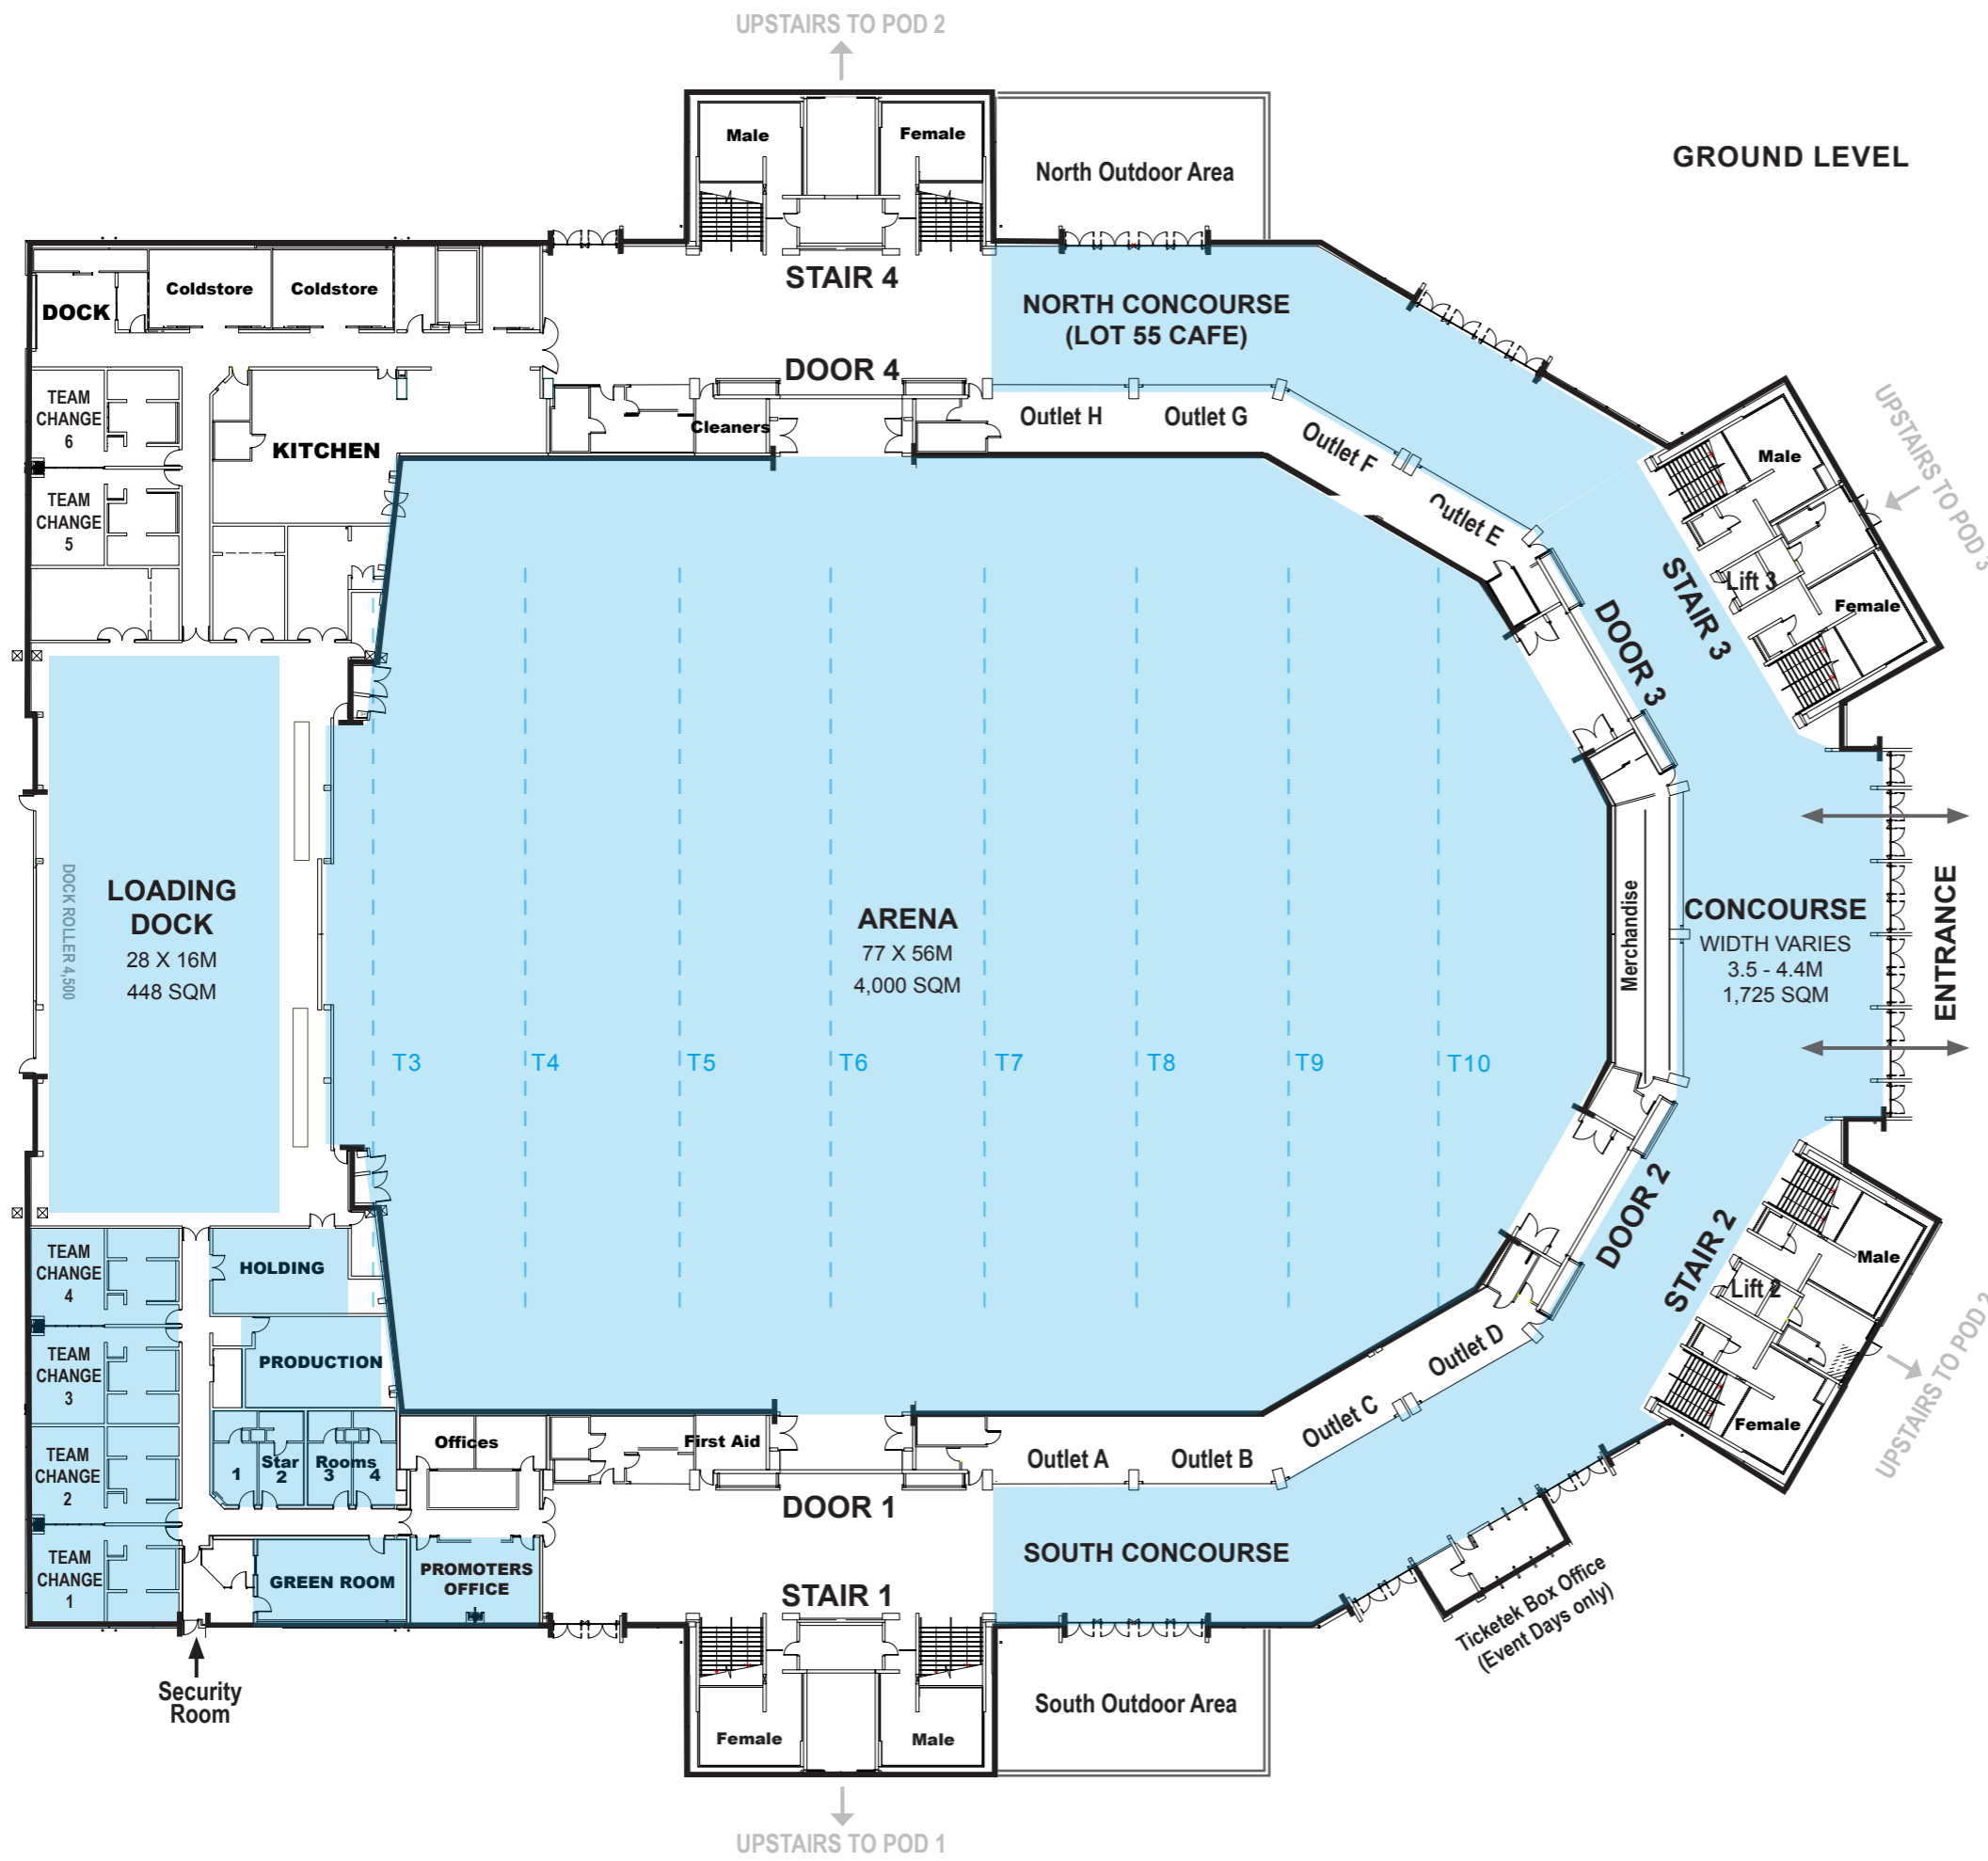 UPSTAIRS TO POD 2
GROUND LEVEL
Male
Female
North Outdoor Area
STAIR 4
DOCK
Coldstore
Coldstore
NORTH CONCOURSE
(LOT 55 CAFE)
DOOR 4
TEAM
CHANGE
6
KITCHEN
Cleaners
Outlet H
Outlet G
Outlet F
Outlet E
UPSTAIRS TO POD 3
Male
Lift 3
Female
STAIR 3
DOOR 3
TEAM
CHANGE
5
DOCK ROLLER 4,500
LOADING
DOCK
28 X 16M
448 SQM
ARENA
77 X 56M
4,000 SQM
Merchandise
CONCOURSE
WIDTH VARIES
3.5 - 4.4M
1,725 SQM
ENTRANCE
T3
T4
T5
T6
T7
T8
T9
T10
TEAM
CHANGE
4
HOLDING
DOOR 2
STAIR 2
Male
Lift 2
Female
UPSTAIRS TO POD 2
TEAM
CHANGE
3
PRODUCTION
Outlet D
Outlet C
TEAM
CHANGE
2
Star Rooms
1 2 3 4
Offices
First Aid
Outlet A
Outlet B
DOOR 1
TEAM
CHANGE
1
GREEN ROOM
PROMOTERS
OFFICE
SOUTH CONCOURSE
STAIR 1
Ticketek Box Office
(Event Days only)
Security
Room
Female
Male
South Outdoor Area
UPSTAIRS TO POD 1